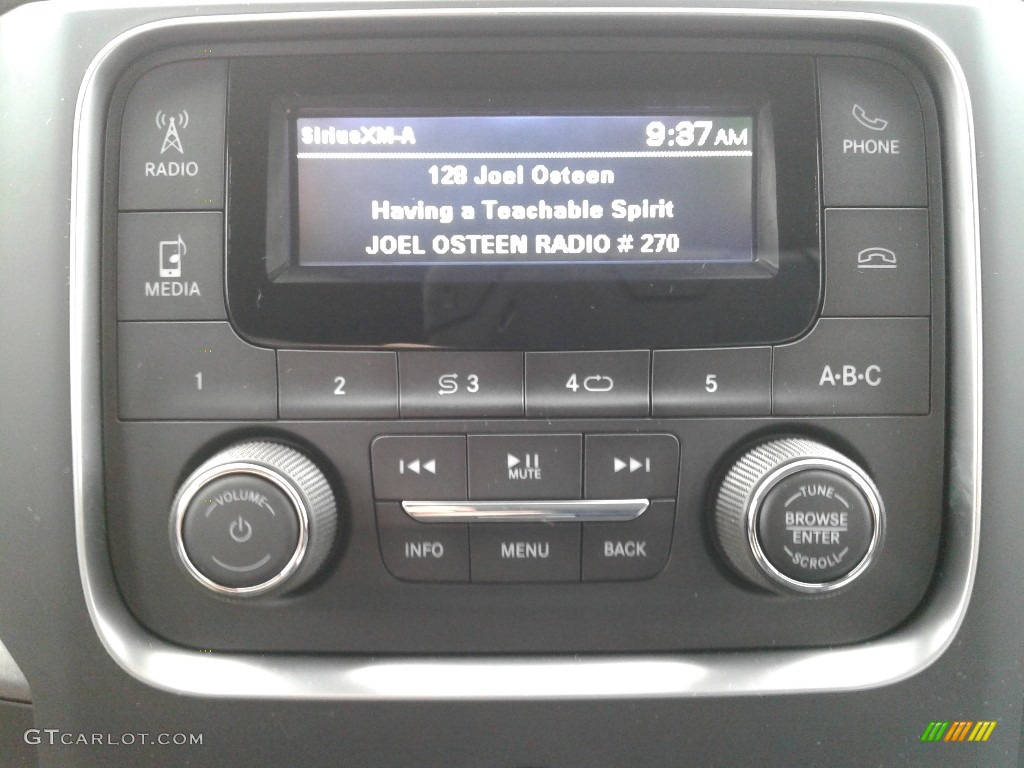 SiriusXM-A 9:37AM
128 Joel Osteen
Having a Teachable Spirit
JOEL OSTEEN RADIO # 270
RADIO
MEDIA
PHONE
1
2
3
4
5
A·B·C
VOLUME
MUTE
INFO
MENU
BACK
TUNE
BROWSE
ENTER
SCROLL
GTCARLOT.COM